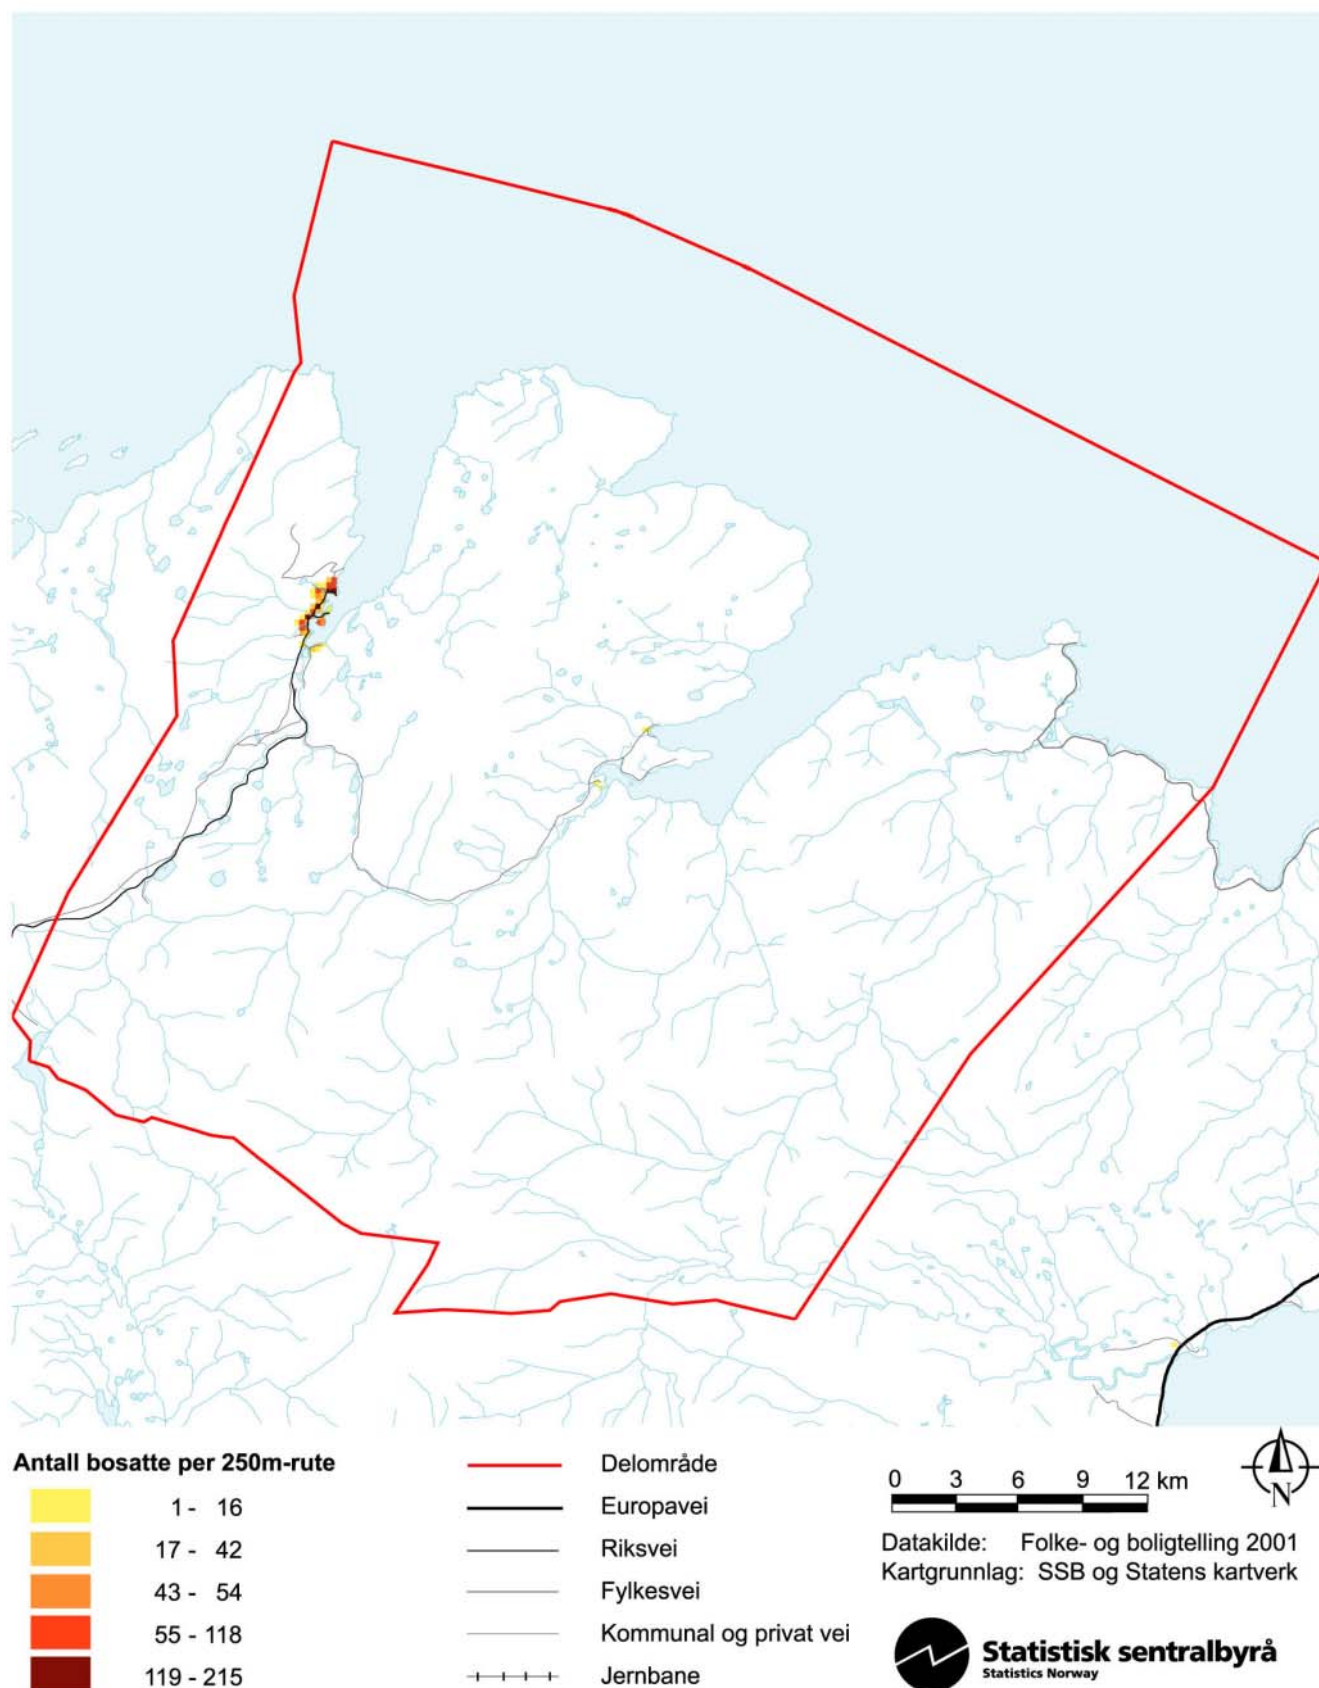 Antall bosatte per 250m-rute
1 - 16
17 - 42
43 - 54
55 - 118
119 - 215
Delområde
Europavei
Riksvei
Fylkesvei
Kommunal og privat vei
Jernbane
0 3 6 9 12 km
N
Datakilde: Folke- og boligtelling 2001
Kartgrunnlag: SSB og Statens kartverk
Statistisk sentralbyrå
Statistics Norway